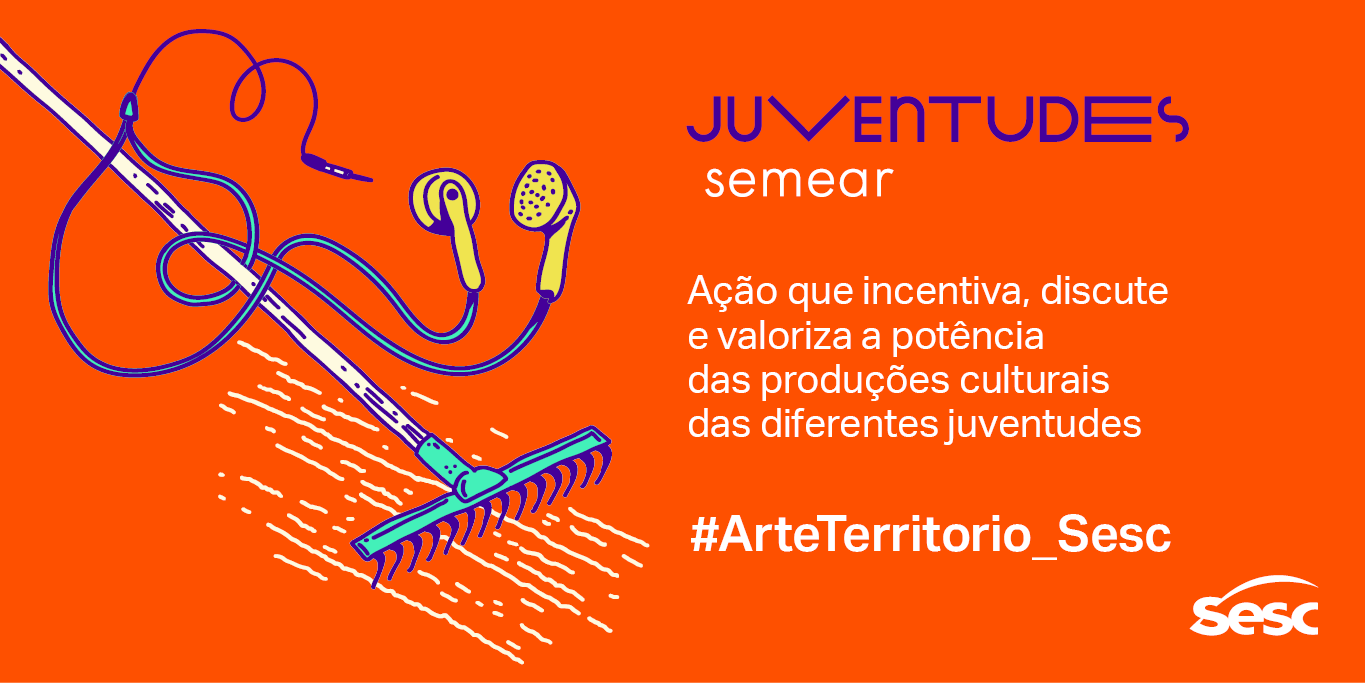 JUVENTUDES
semear
Ação que incentiva, discute
e valoriza a potência
das produções culturais
das diferentes juventudes
#ArteTerritorio_Sesc
Sesc